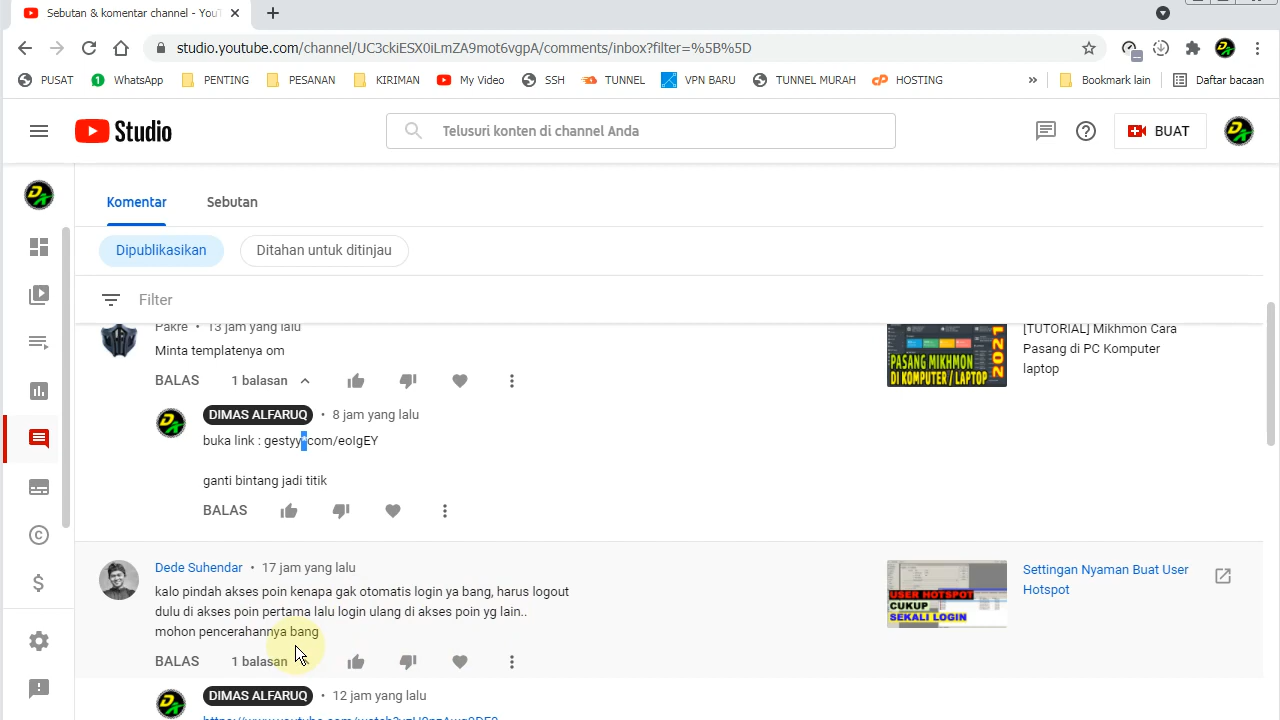 Sebutan & komentar channel - You
studio.youtube.com/channel/UC3ckiESX0iLmZA9mot6vgrA/comments/inbox?filter=%5B%5D
PUSAT
WhatsApp
PENTING
PESANAN
KIRIMAN
My Video
SSH
TUNNEL
VPN BARU
TUNNEL MURAH
HOSTING
Bookmark lain
Daftar bacaan
Studio
Telusuri konten di channel Anda
BUAT
Komentar
Sebutan
Dipublikasikan
Ditahan untuk ditinjau
Filter
Pakre • 13 jam yang lalu
Minta templatenya om
BALAS 1 balasan
DIMAS ALFARUQ • 8 jam yang lalu
buka link : gestyy*com/eoIgEY
ganti bintang jadi titik
BALAS
[TUTORIAL] Mikhmon Cara
Pasang di PC Komputer
laptop
PASANG MIKHMON
DI KOMPUTER / LAPTOP
2021
Dede Suhendar • 17 jam yang lalu
kalo pindah akses poin kenapa gak otomatis login ya bang, harus logout
dulu di akses poin pertama lalu login ulang di akses poin yg lain..
mohon pencerahannya bang
BALAS 1 balasan
Settingan Nyaman Buat User
Hotspot
USER HOTSPOT
CUKUP
SEKALI LOGIN
DIMAS ALFARUQ • 12 jam yang lalu